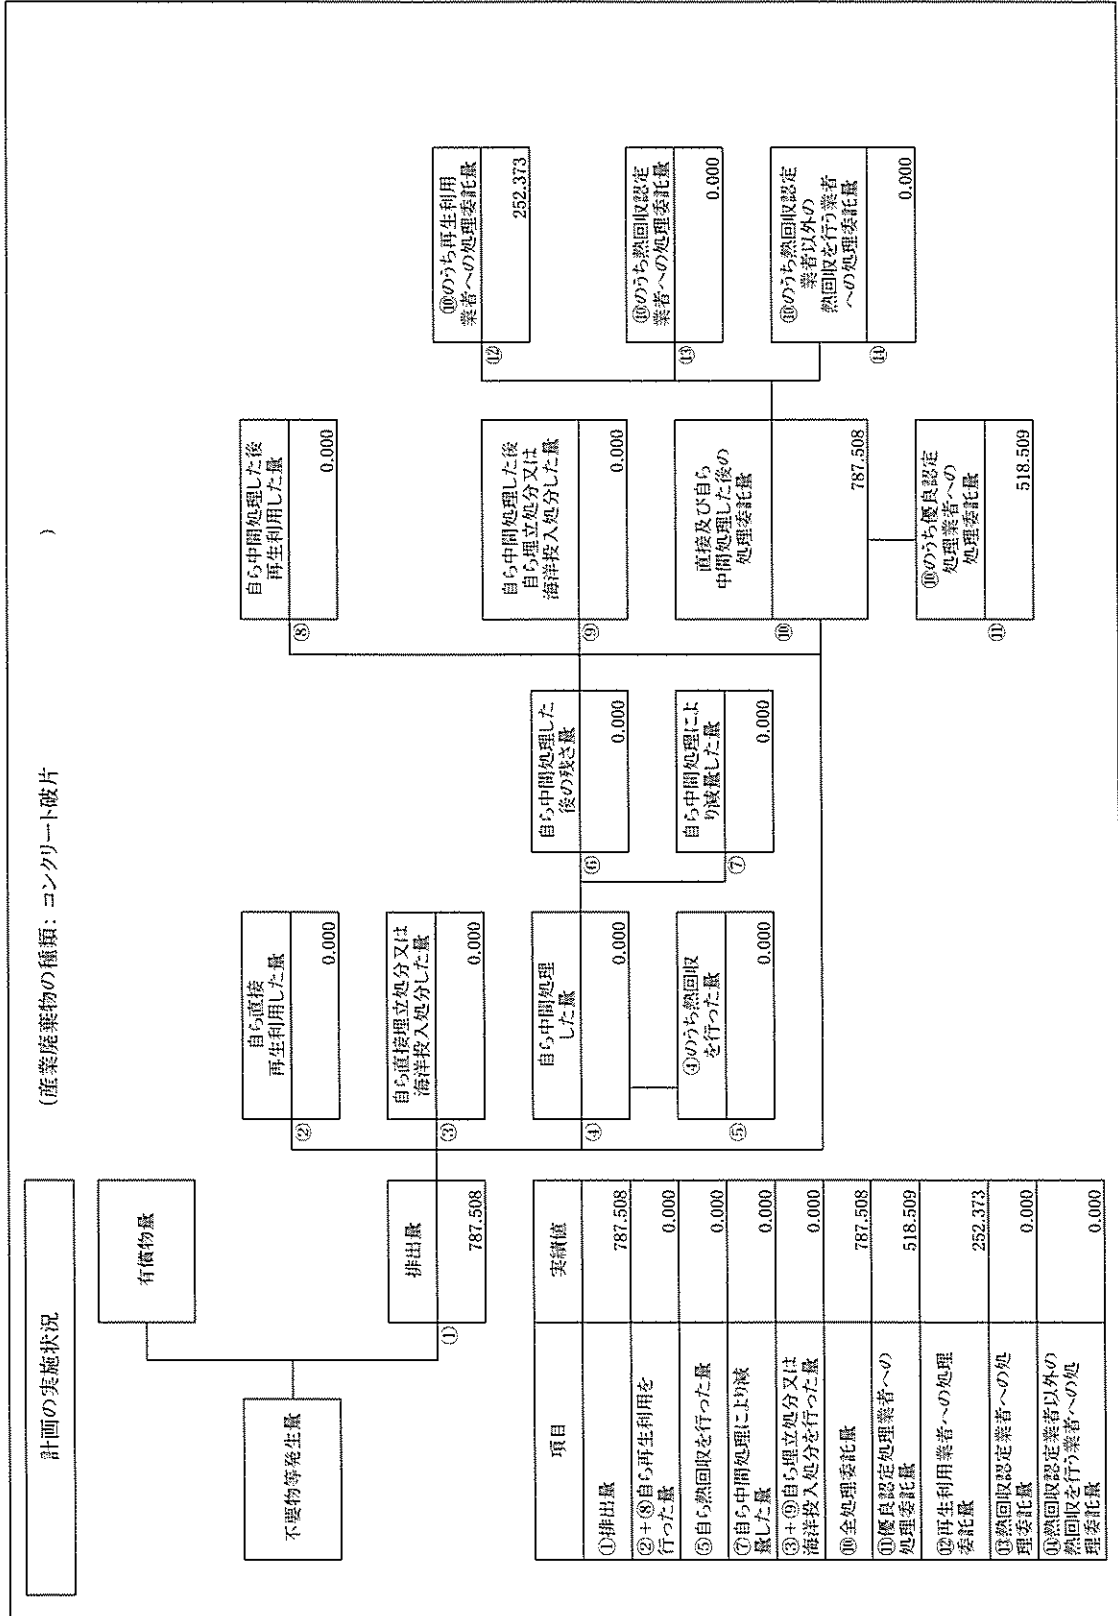 計画の実施状況
(産業廃棄物の種類: コンクリート破片
)
不要物等発生量
有償物量
①
排出量
787.508
②
自ら直接
再生利用した量
0.000
③
自ら直接埋立処分又は
海洋投入処分した量
0.000
④
自ら中間処理
した量
0.000
⑤
④のうち熱回収
を行った量
0.000
⑥
自ら中間処理した
後の残さ量
0.000
⑦
自ら中間処理によ
り減量した量
0.000
⑧
自ら中間処理した後
再生利用した量
0.000
⑨
自ら中間処理した後
自ら埋立処分又は
海洋投入処分した量
0.000
⑩
直接及び自ら
中間処理した後の
処理委託量
787.508
⑪
⑩のうち優良認定
処理業者への
処理委託量
518.509
⑫
⑩のうち再生利用
業者への処理委託量
252.373
⑬
⑩のうち熱回収認定
業者への処理委託量
0.000
⑭
⑩のうち熱回収認定
業者以外の
熱回収を行う業者
への処理委託量
0.000
項目 実績値
①排出量 787.508
②+⑧自ら再生利用を
行った量 0.000
⑤自ら熱回収を行った量 0.000
⑦自ら中間処理により減
量した量 0.000
③+⑨自ら埋立処分又は
海洋投入処分を行った量 0.000
⑩全処理委託量 787.508
⑪優良認定処理業者への
処理委託量 518.509
⑫再生利用業者への処理
委託量 252.373
⑬熱回収認定業者への処
理委託量 0.000
⑭熱回収認定業者以外の
熱回収を行う業者への処
理委託量 0.000